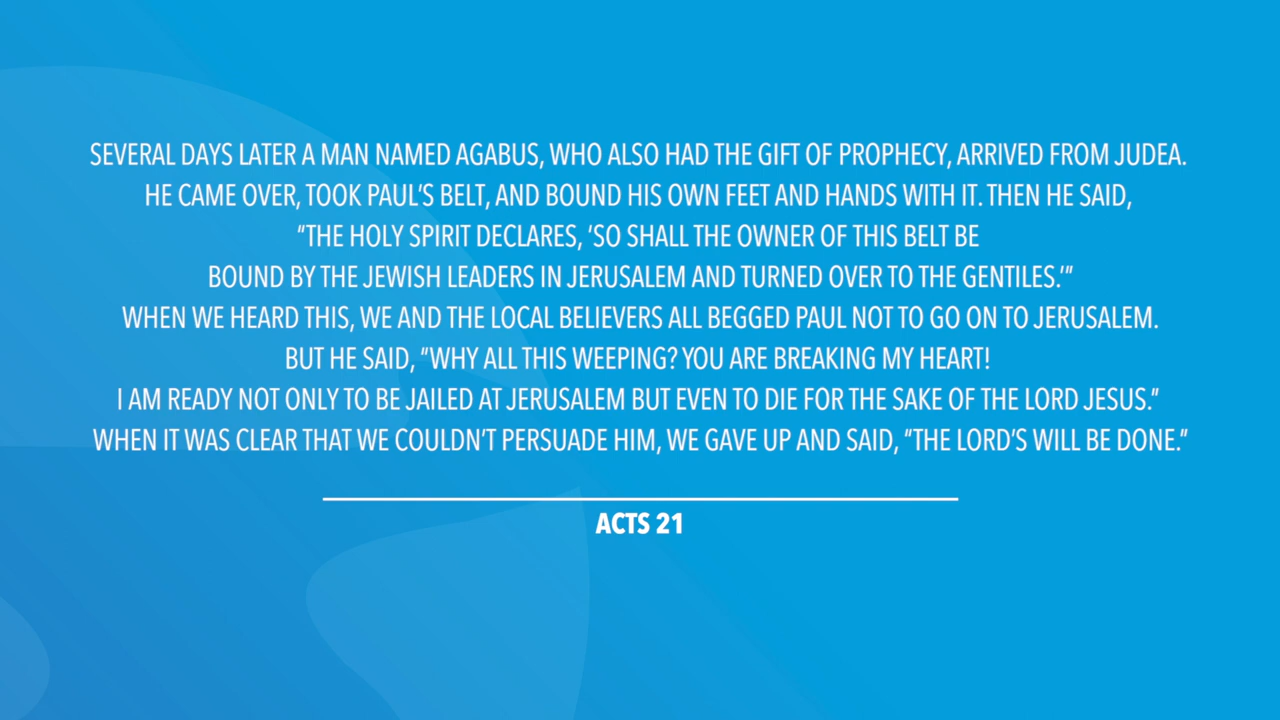 SEVERAL DAYS LATER A MAN NAMED AGABUS, WHO ALSO HAD THE GIFT OF PROPHECY, ARRIVED FROM JUDEA.
HE CAME OVER, TOOK PAUL’S BELT, AND BOUND HIS OWN FEET AND HANDS WITH IT. THEN HE SAID,
“THE HOLY SPIRIT DECLARES, ‘SO SHALL THE OWNER OF THIS BELT BE
BOUND BY THE JEWISH LEADERS IN JERUSALEM AND TURNED OVER TO THE GENTILES.’”
WHEN WE HEARD THIS, WE AND THE LOCAL BELIEVERS ALL BEGGED PAUL NOT TO GO ON TO JERUSALEM.
BUT HE SAID, “WHY ALL THIS WEEPING? YOU ARE BREAKING MY HEART!
I AM READY NOT ONLY TO BE JAILED AT JERUSALEM BUT EVEN TO DIE FOR THE SAKE OF THE LORD JESUS.”
WHEN IT WAS CLEAR THAT WE COULDN’T PERSUADE HIM, WE GAVE UP AND SAID, “THE LORD’S WILL BE DONE.”
ACTS 21